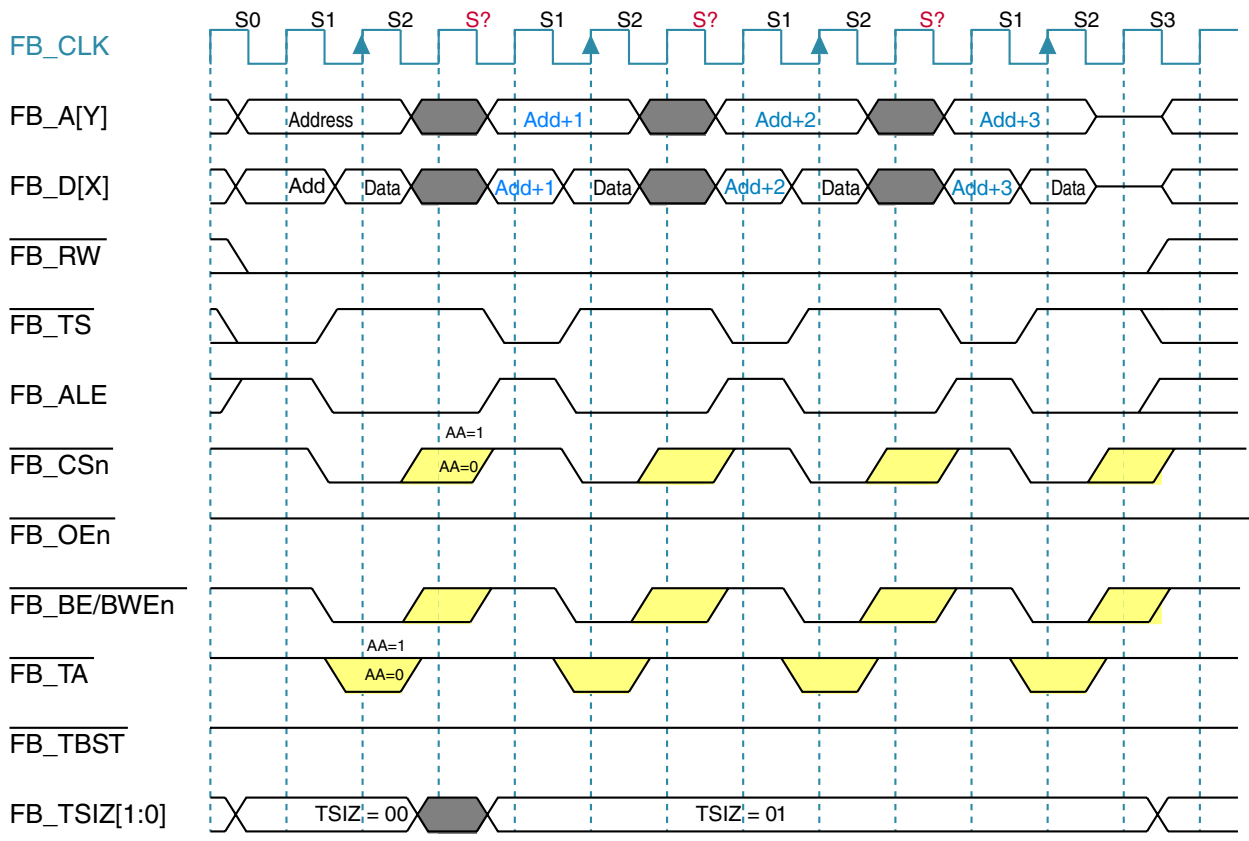 S0 S1 S2 S? S1 S2 S? S1 S2 S? S1 S2 S3
FB_CLK
FB_A[Y] Address Add+1 Add+2 Add+3
FB_D[X] Add Data Add+1 Data Add+2 Data Add+3 Data
FB_RW
FB_TS
FB_ALE
AA=1
FB_CSn AA=0
FB_OEn
FB_BE/BWEn
AA=1
FB_TA AA=0
FB_TBST
FB_TSIZ[1:0] TSIZ = 00 TSIZ = 01